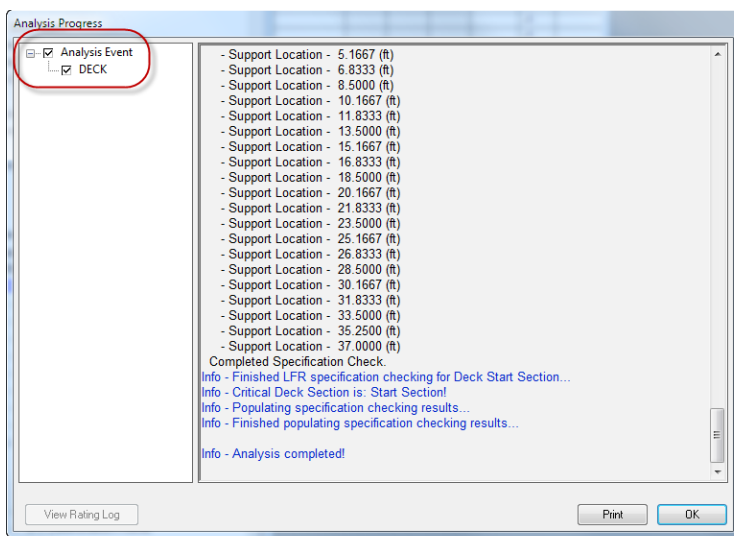 Analysis Progress
Analysis Event
DECK
- Support Location - 5.1667 (ft)
- Support Location - 6.8333 (ft)
- Support Location - 8.5000 (ft)
- Support Location - 10.1667 (ft)
- Support Location - 11.8333 (ft)
- Support Location - 13.5000 (ft)
- Support Location - 15.1667 (ft)
- Support Location - 16.8333 (ft)
- Support Location - 18.5000 (ft)
- Support Location - 20.1667 (ft)
- Support Location - 21.8333 (ft)
- Support Location - 23.5000 (ft)
- Support Location - 25.1667 (ft)
- Support Location - 26.8333 (ft)
- Support Location - 28.5000 (ft)
- Support Location - 30.1667 (ft)
- Support Location - 31.8333 (ft)
- Support Location - 33.5000 (ft)
- Support Location - 35.2500 (ft)
- Support Location - 37.0000 (ft)
Completed Specification Check.
Info - Finished LFR specification checking for Deck Start Section...
Info - Critical Deck Section is: Start Section!
Info - Populating specification checking results...
Info - Finished populating specification checking results...
Info - Analysis completed!
View Rating Log
Print
OK